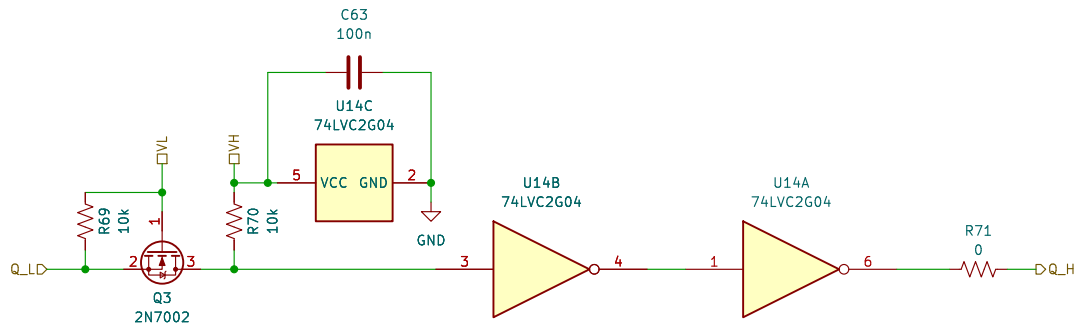 C63
100n
U14C
74LVC2G04
VL
VH
5
VCC
GND
2
R69
10k
1
R70
10k
GND
U14B
74LVC2G04
U14A
74LVC2G04
R71
0
Q_L
2
3
3
4
1
6
Q_H
Q3
2N7002